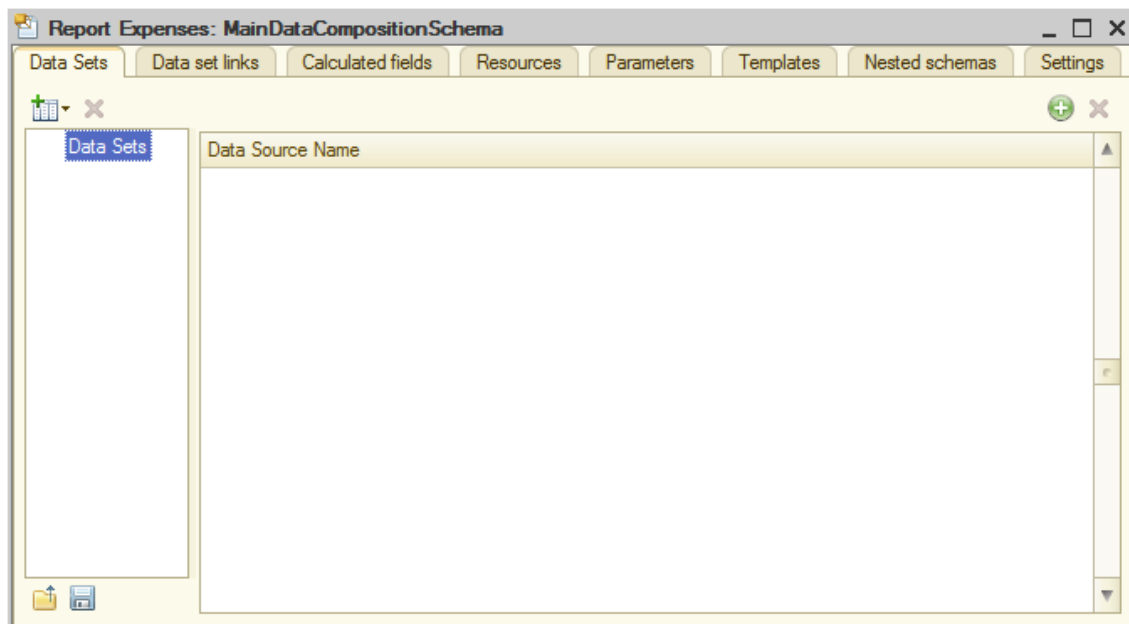 Report Expenses: MainDataCompositionSchema
Data Sets Data set links Calculated fields Resources Parameters Templates Nested schemas Settings
Data Sets
Data Source Name